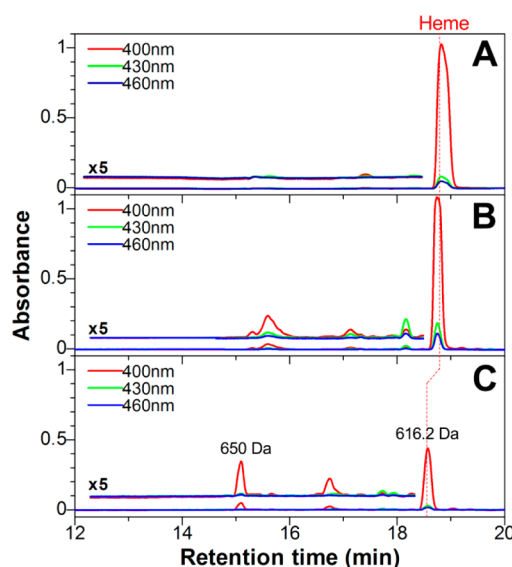 Heme
1
400nm
430nm
460nm
A
x5
0.5
0
1
400nm
430nm
460nm
B
x5
0.5
0
Absorbance
1
400nm
430nm
460nm
C
650 Da
616.2 Da
x5
0.5
0
12 14 16 18 19 20
Retention time (min)